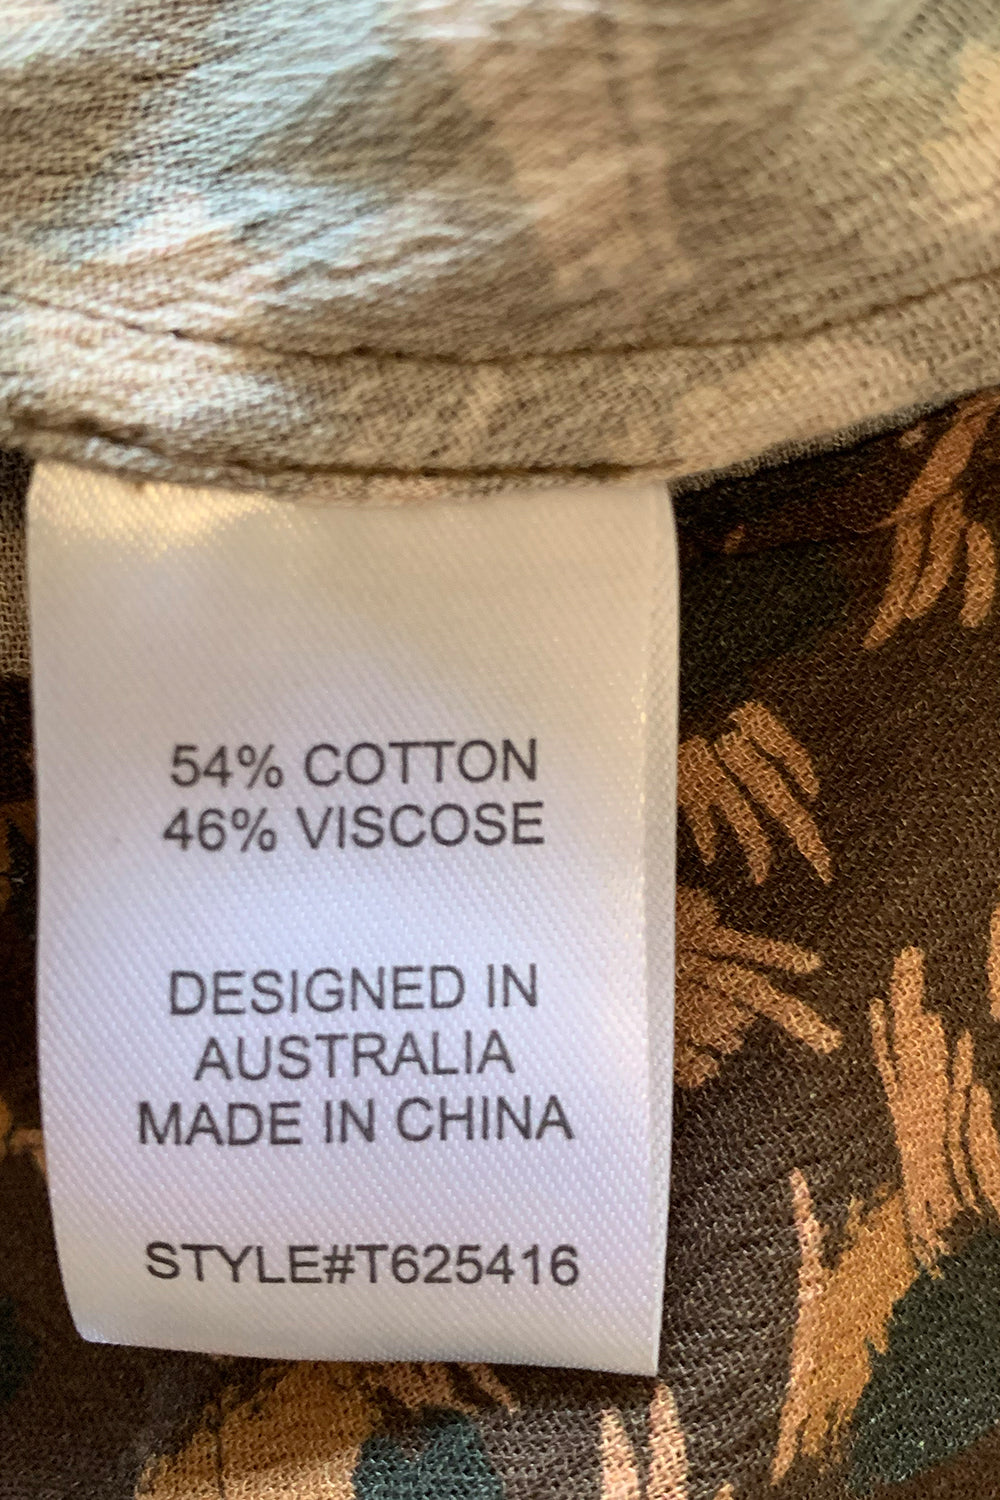 54% COTTON
46% VISCOSE
DESIGNED IN
AUSTRALIA
MADE IN CHINA
STYLE#T625416